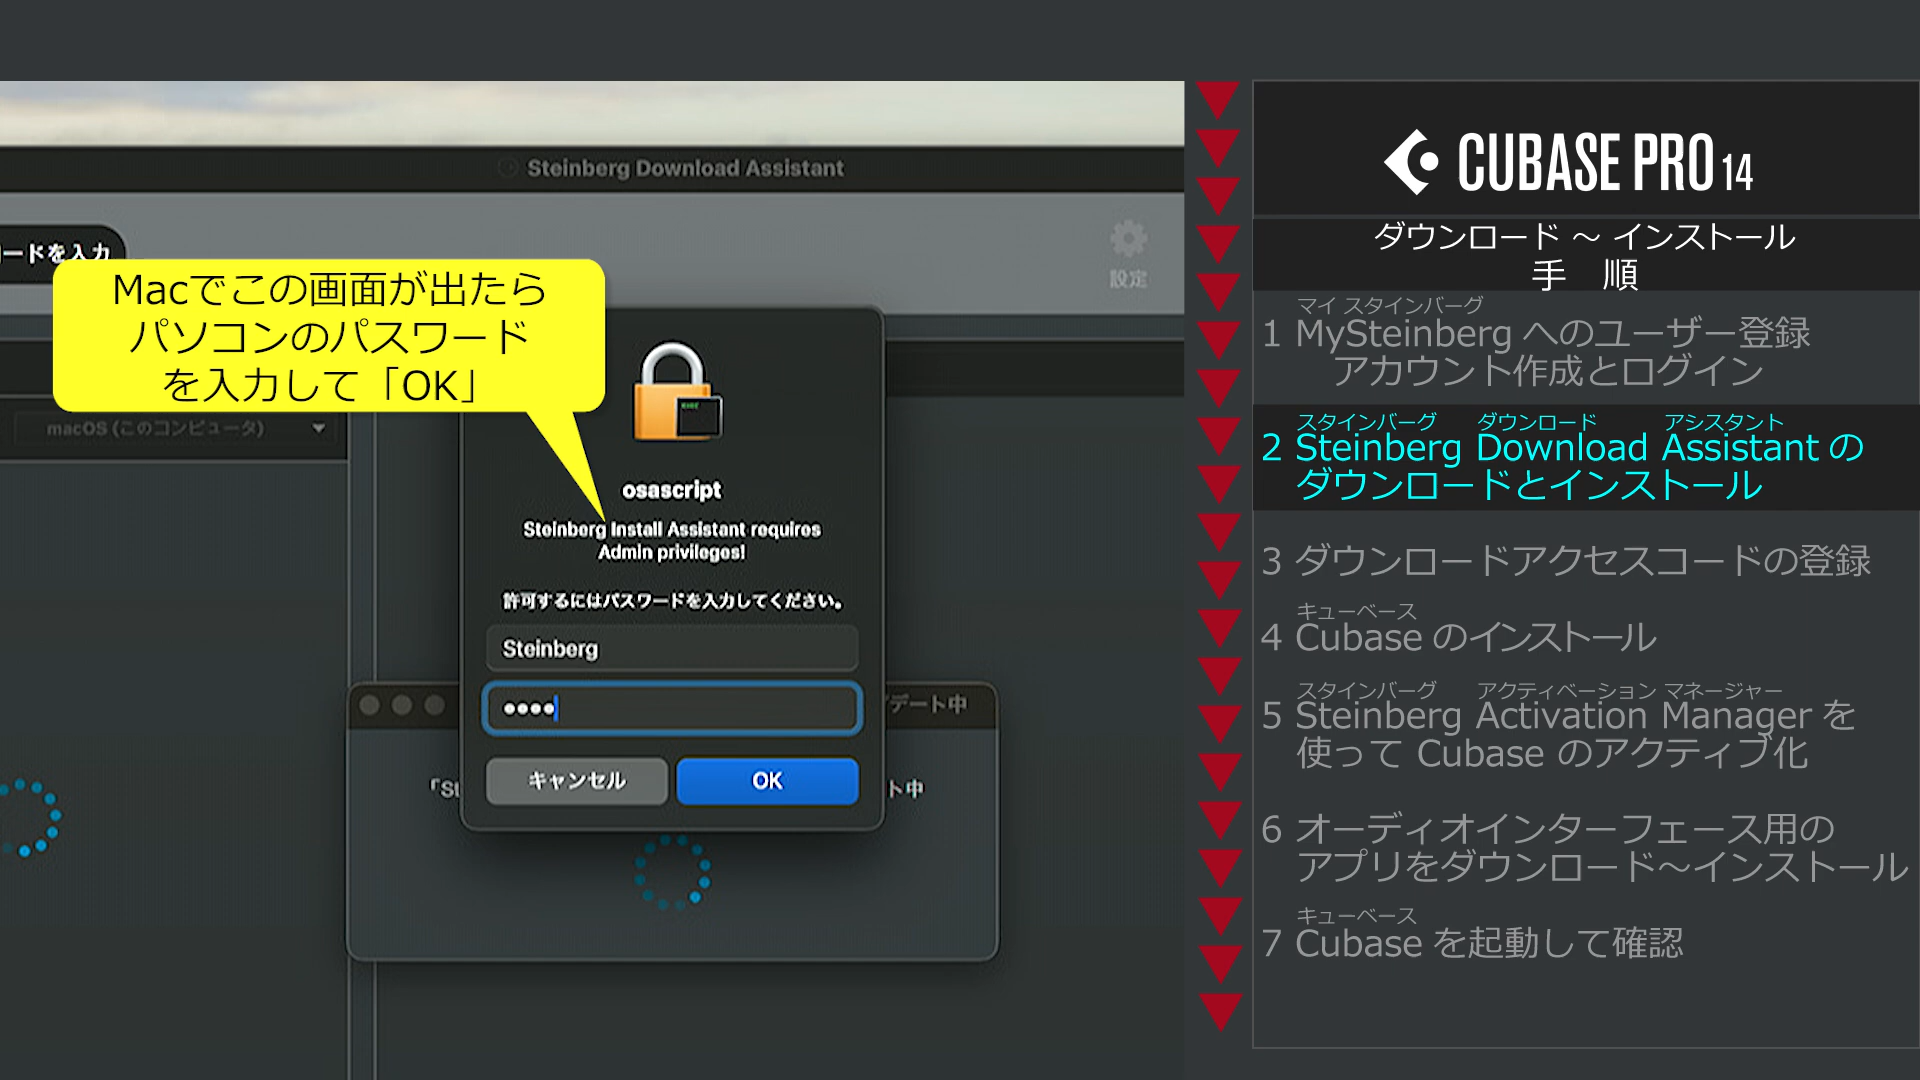 Steinberg Download Assistant
ードを入力
設定
Macでこの画面が出たら
パソコンのパスワード
を入力して「OK」
macOS (このコンピュータ)
osascript
Steinberg Install Assistant requires
Admin privileges!
許可するにはパスワードを入力してください。
Steinberg
キャンセル
OK
デート中
「St
ト中
CUBASE PRO 14
ダウンロード ～ インストール
手 順
マイ スタインバーグ
1 MySteinberg へのユーザー登録
アカウント作成とログイン
スタインバーグ ダウンロード アシスタント
2 Steinberg Download Assistant の
ダウンロードとインストール
3 ダウンロードアクセスコードの登録
キューベース
4 Cubase のインストール
スタインバーグ アクティベーション マネージャー
5 Steinberg Activation Manager を
使って Cubase のアクティブ化
6 オーディオインターフェース用の
アプリをダウンロード～インストール
キューベース
7 Cubase を起動して確認